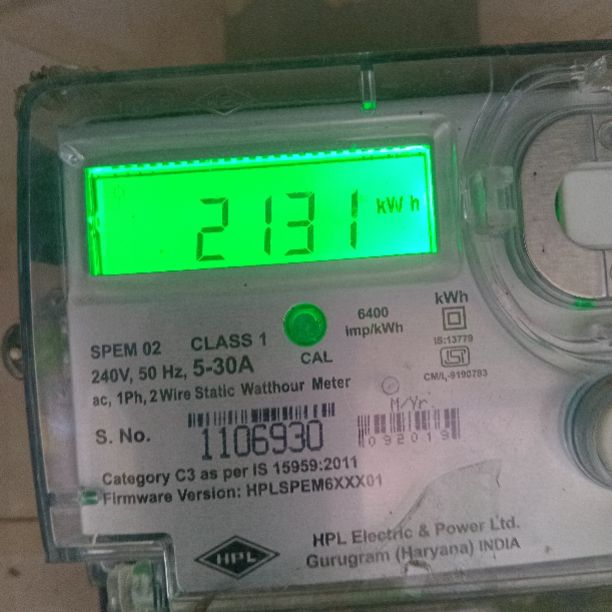 2131 kWh
kWh
6400
imp/kWh
IS:13779
CAL
CM/L-9190793
SPEM 02 CLASS 1
240V, 50 Hz, 5-30A
ac, 1Ph, 2 Wire Static Watthour Meter
M/Yr
S. No. 1106930
092019
Category C3 as per IS 15959:2011
Firmware Version: HPLSPEM6XXX01
HPL
HPL Electric & Power Ltd.
Gurugram (Haryana) INDIA